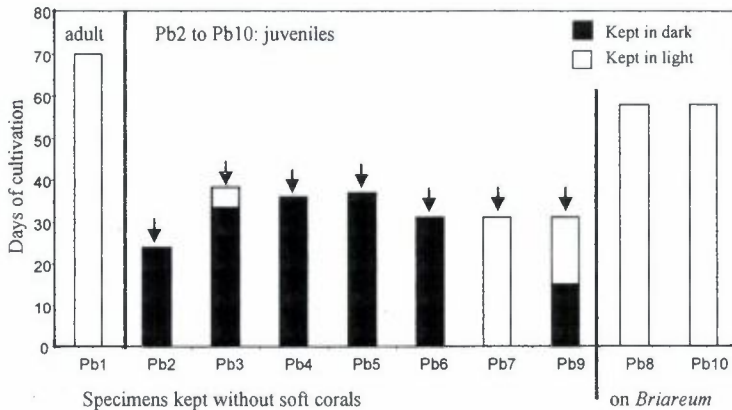 80
70
60
50
40
30
20
10
0
Days of cultivation
adult
Pb2 to Pb10: juveniles
Kept in dark
Kept in light
Pb1 Pb2 Pb3 Pb4 Pb5 Pb6 Pb7 Pb9 Pb8 Pb10
Specimens kept without soft corals
on Briareum